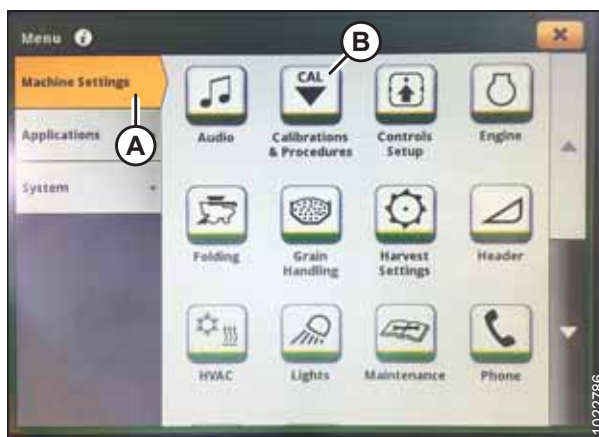 Menu i
B
Machine Settings
A
Applications
System
CAL
Audio
Calibrations
& Procedures
Controls
Setup
Engine
Folding
Grain
Handling
Harvest
Settings
Header
HVAC
Lights
Maintenance
Phone
1022786